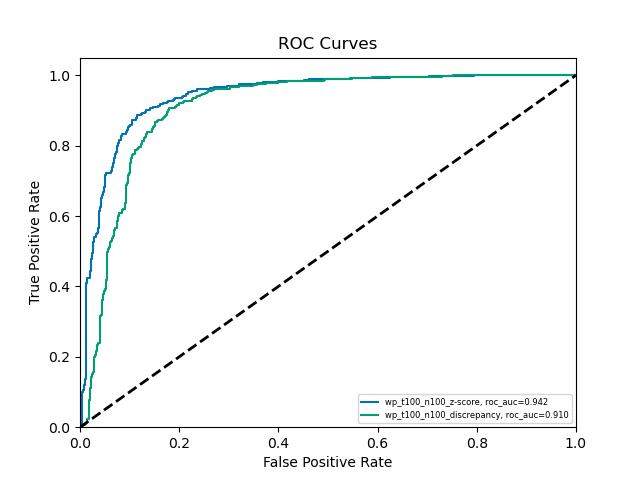 ROC Curves
True Positive Rate
1.0
0.8
0.6
0.4
0.2
0.0
wp_t100_n100_z-score, roc_auc=0.942
wp_t100_n100_discrepancy, roc_auc=0.910
0.0 0.2 0.4 0.6 0.8 1.0
False Positive Rate